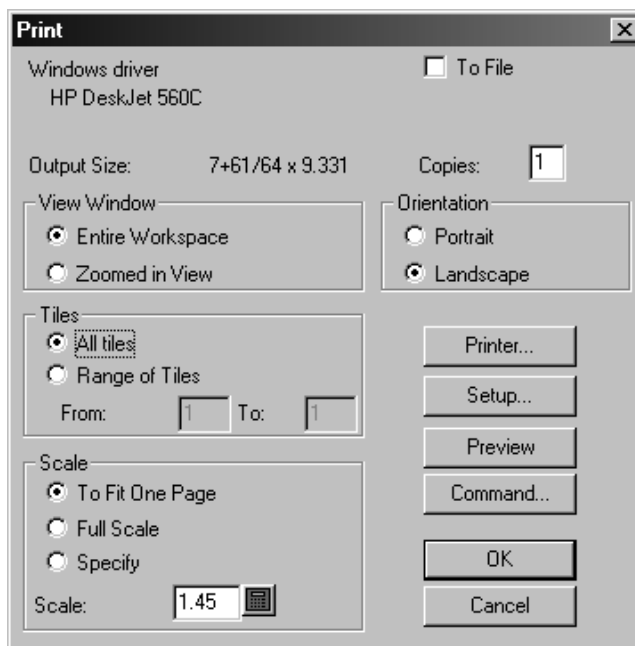 Print
Windows driver
To File
HP DeskJet 560C
Output Size: 7+61/64 x 9.331
Copies: 1
View Window
Entire Workspace
Zoomed in View
Orientation
Portrait
Landscape
Tiles
All tiles
Range of Tiles
From: 1 To: 1
Printer...
Setup...
Preview
Command...
Scale
To Fit One Page
Full Scale
Specify
Scale: 1.45
OK
Cancel